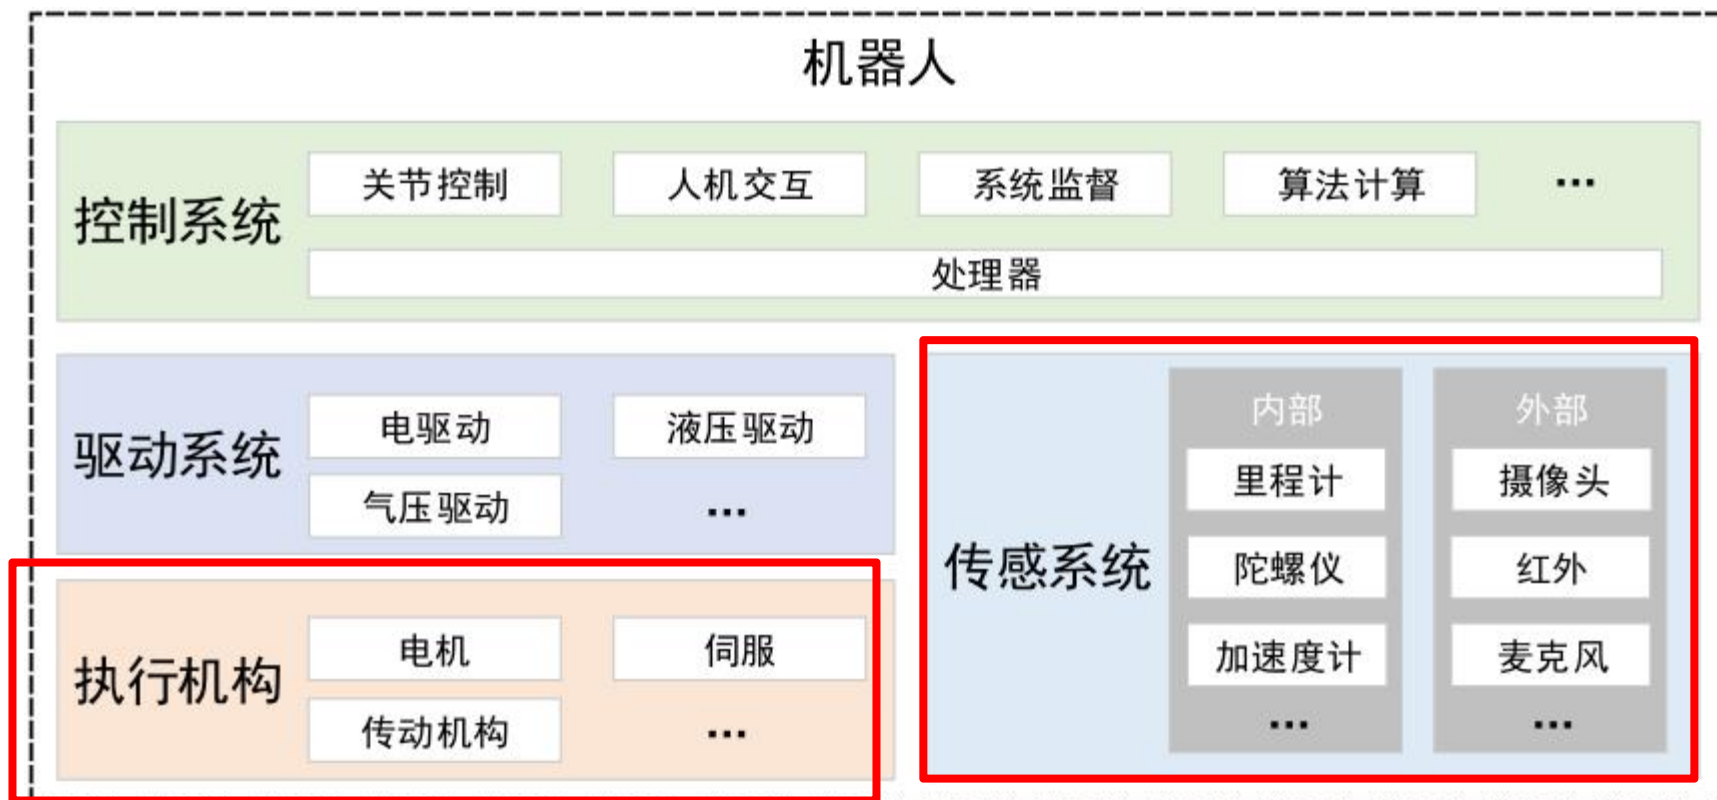 机器人
控制系统
关节控制 人机交互 系统监督 算法计算 ...
处理器
驱动系统
电驱动 液压驱动
气压驱动 ...
执行机构
电机 伺服
传动机构 ...
传感系统
内部
里程计
陀螺仪
加速度计
...
外部
摄像头
红外
麦克风
...